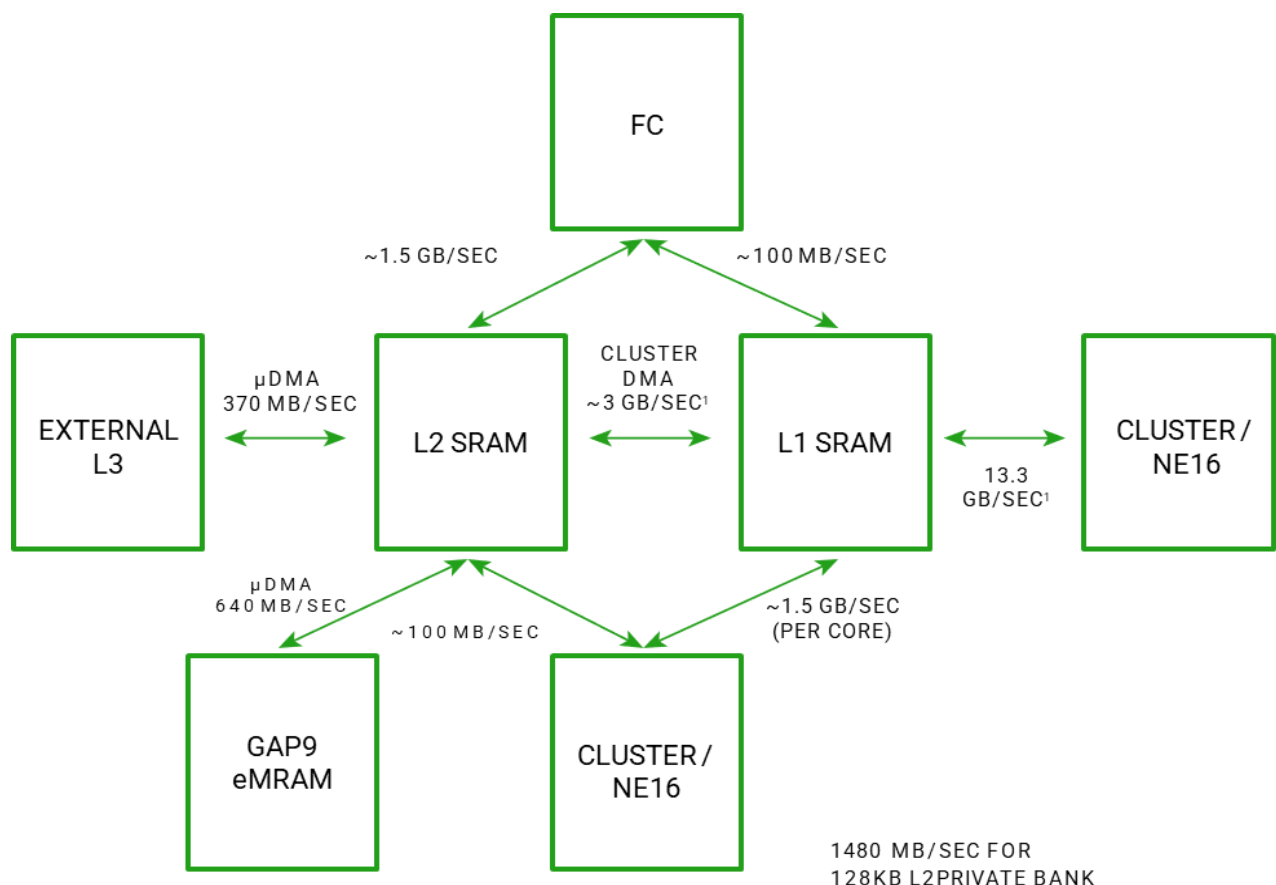 FC
~1.5 GB/SEC
~100 MB/SEC
µDMA
370 MB/SEC
CLUSTER
DMA
~3 GB/SEC¹
EXTERNAL
L3
L2 SRAM
L1 SRAM
13.3
GB/SEC¹
CLUSTER /
NE16
µDMA
640 MB/SEC
~100 MB/SEC
~1.5 GB/SEC
(PER CORE)
GAP9
eMRAM
CLUSTER /
NE16
1480 MB/SEC FOR
128KB L2PRIVATE BANK